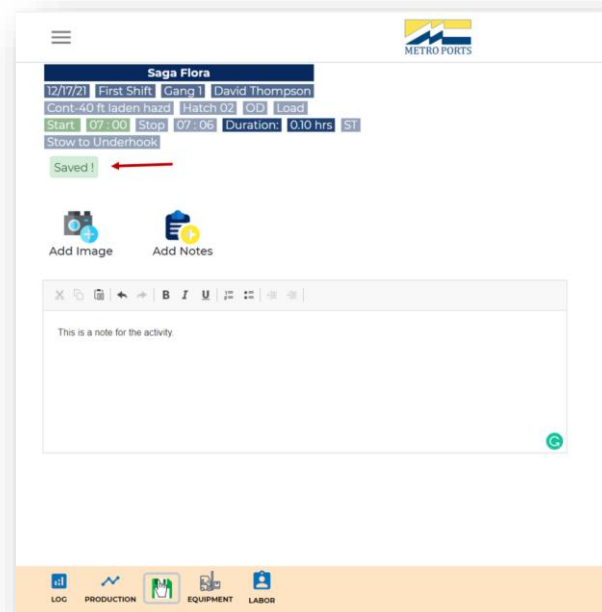 METRO PORTS
Saga Flora
12/17/21 First Shift Gang 1 David Thompson
Cont-40 ft laden hazd Hatch 02 OD Load
Start 07 : 00 Stop 07 : 06 Duration: 0.10 hrs ST
Stow to Underhook
Saved !
Add Image Add Notes
B I U
This is a note for the activity.
LOG PRODUCTION EQUIPMENT LABOR